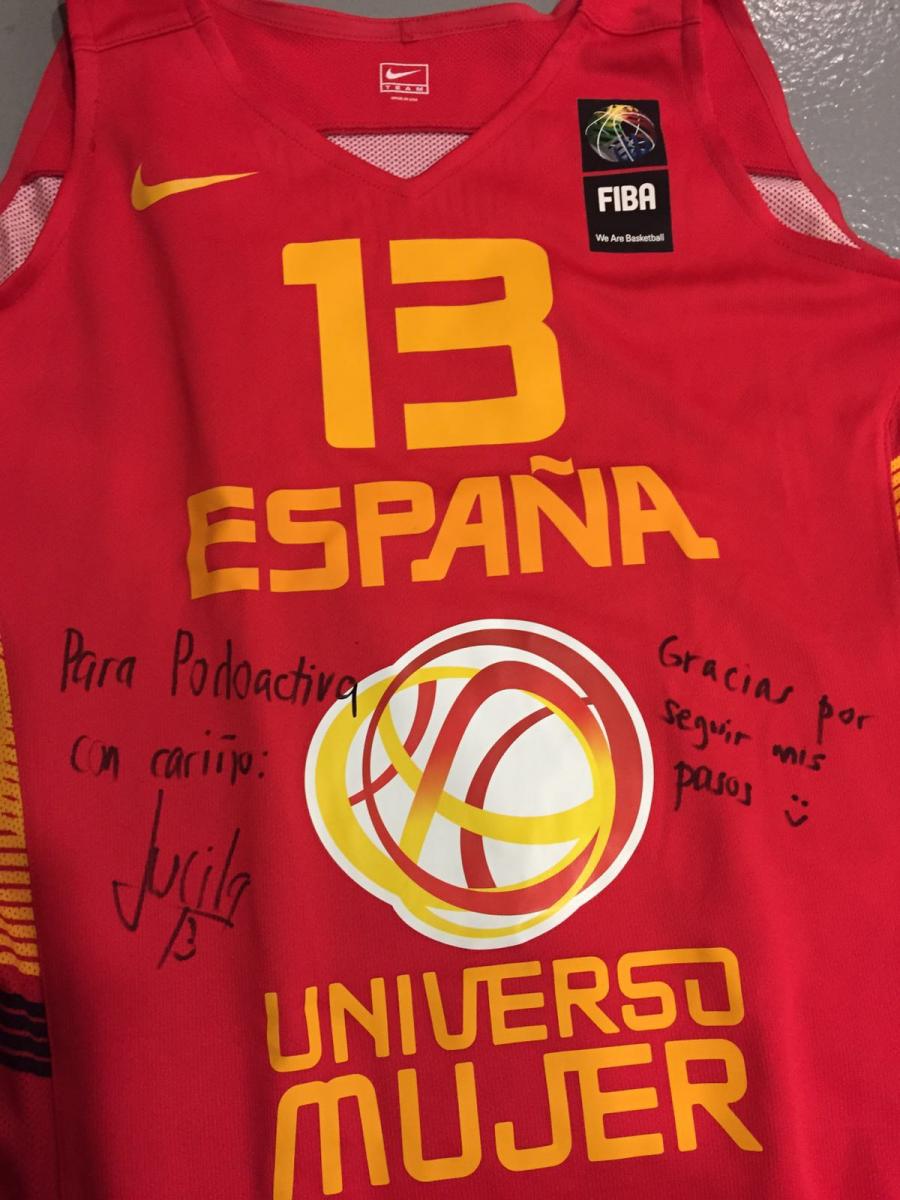 TEAM
FIBA
We Are Basketball
13
ESPAÑA
Para Podoactiva
con cariño:
Lucila
13
Gracias por
seguir mis
pasos :)
UNIVERSO
MUJER